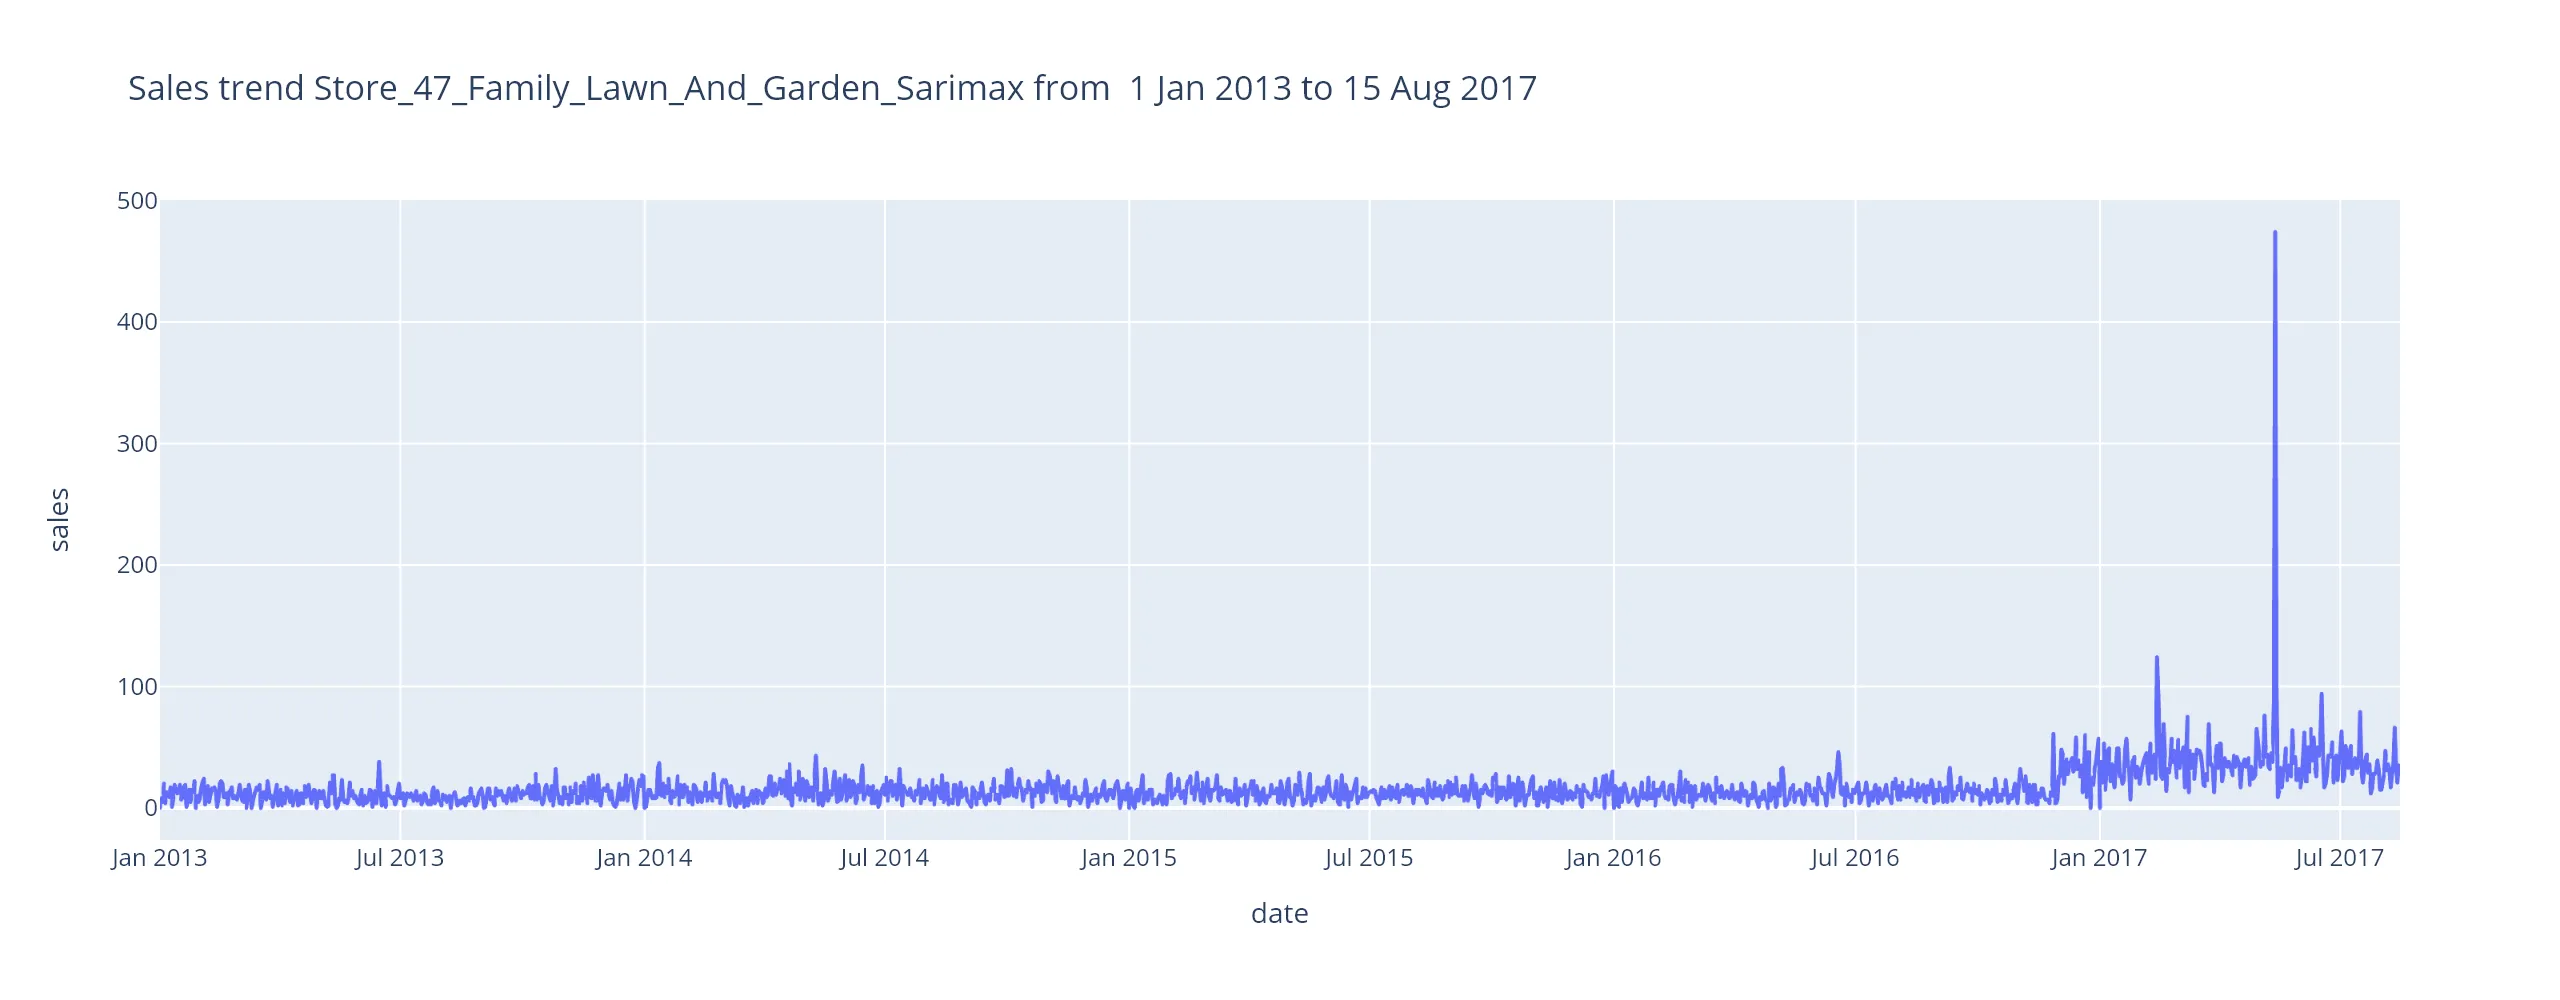 Sales trend Store_47_Family_Lawn_And_Garden_Sarimax from  1 Jan 2013 to 15 Aug 2017
500
400
300
200
100
0
sales
Jan 2013 Jul 2013 Jan 2014 Jul 2014 Jan 2015 Jul 2015 Jan 2016 Jul 2016 Jan 2017 Jul 2017
date